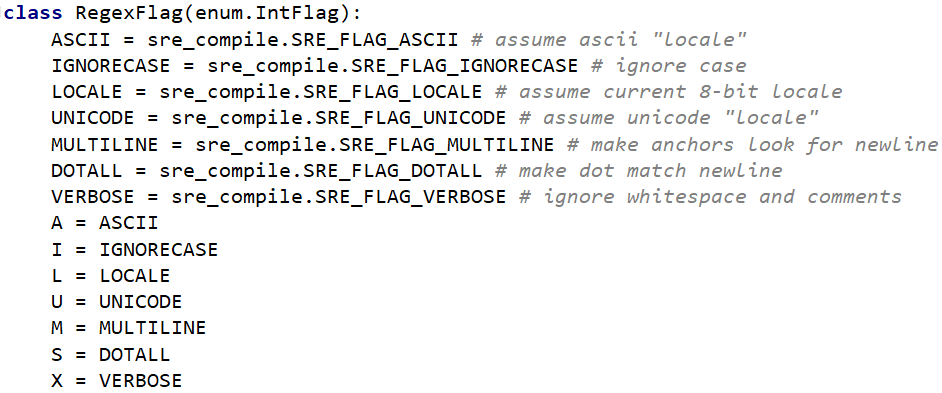 class RegexFlag(enum.IntFlag):
    ASCII = sre_compile.SRE_FLAG_ASCII # assume ascii "locale"
    IGNORECASE = sre_compile.SRE_FLAG_IGNORECASE # ignore case
    LOCALE = sre_compile.SRE_FLAG_LOCALE # assume current 8-bit locale
    UNICODE = sre_compile.SRE_FLAG_UNICODE # assume unicode "locale"
    MULTILINE = sre_compile.SRE_FLAG_MULTILINE # make anchors look for newline
    DOTALL = sre_compile.SRE_FLAG_DOTALL # make dot match newline
    VERBOSE = sre_compile.SRE_FLAG_VERBOSE # ignore whitespace and comments
    A = ASCII
    I = IGNORECASE
    L = LOCALE
    U = UNICODE
    M = MULTILINE
    S = DOTALL
    X = VERBOSE